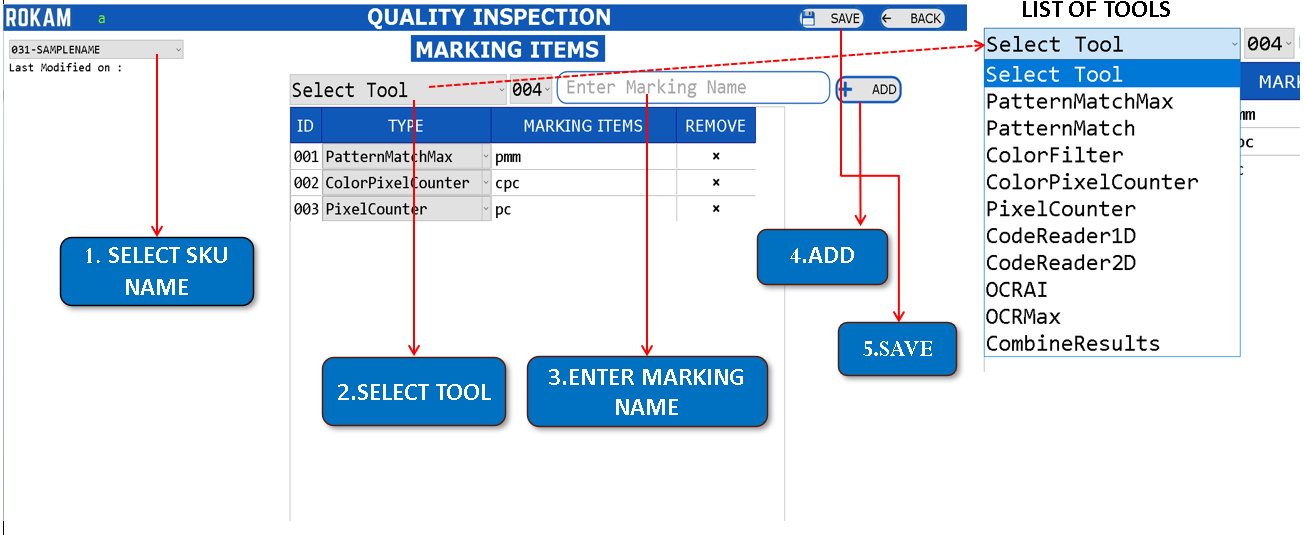 ROKAM
a
QUALITY INSPECTION
SAVE
BACK
MARKING ITEMS
031-SAMPLENAME
Last Modified on :
Select Tool
004
Enter Marking Name
ADD
ID TYPE MARKING ITEMS REMOVE
001 PatternMatchMax pmm ×
002 ColorPixelCounter cpc ×
003 PixelCounter pc ×
1. SELECT SKU
NAME
2.SELECT TOOL
3.ENTER MARKING
NAME
4.ADD
5.SAVE
LIST OF TOOLS
Select Tool
004
Select Tool
PatternMatchMax
PatternMatch
ColorFilter
ColorPixelCounter
PixelCounter
CodeReader1D
CodeReader2D
OCRAI
OCRMax
CombineResults